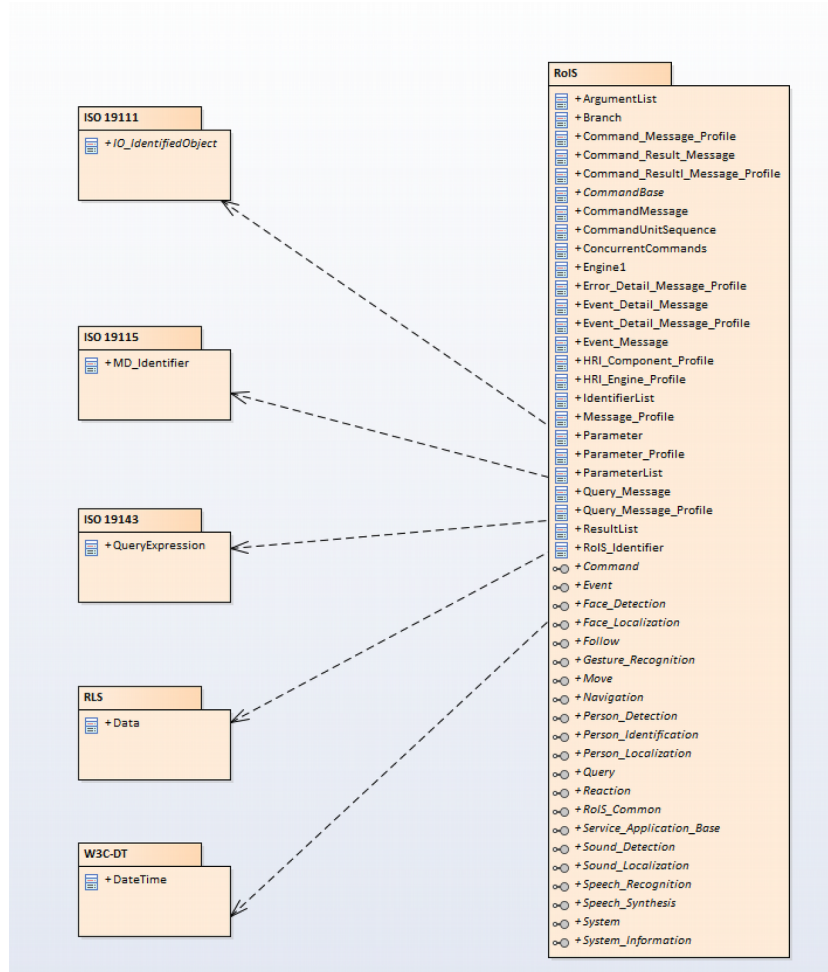 ISO 19111
+IO_IdentifiedObject
ISO 19115
+MD_Identifier
ISO 19143
+QueryExpression
RLS
+Data
W3C-DT
+DateTime
RoIS
+ArgumentList
+Branch
+Command_Message_Profile
+Command_Result_Message
+Command_ResultI_Message_Profile
+CommandBase
+CommandMessage
+CommandUnitSequence
+ConcurrentCommands
+Engine1
+Error_Detail_Message_Profile
+Event_Detail_Message
+Event_Detail_Message_Profile
+Event_Message
+HRI_Component_Profile
+HRI_Engine_Profile
+IdentifierList
+Message_Profile
+Parameter
+Parameter_Profile
+ParameterList
+Query_Message
+Query_Message_Profile
+ResultList
+RoIS_Identifier
+Command
+Event
+Face_Detection
+Face_Localization
+Follow
+Gesture_Recognition
+Move
+Navigation
+Person_Detection
+Person_Identification
+Person_Localization
+Query
+Reaction
+RoIS_Common
+Service_Application_Base
+Sound_Detection
+Sound_Localization
+Speech_Recognition
+Speech_Synthesis
+System
+System_Information